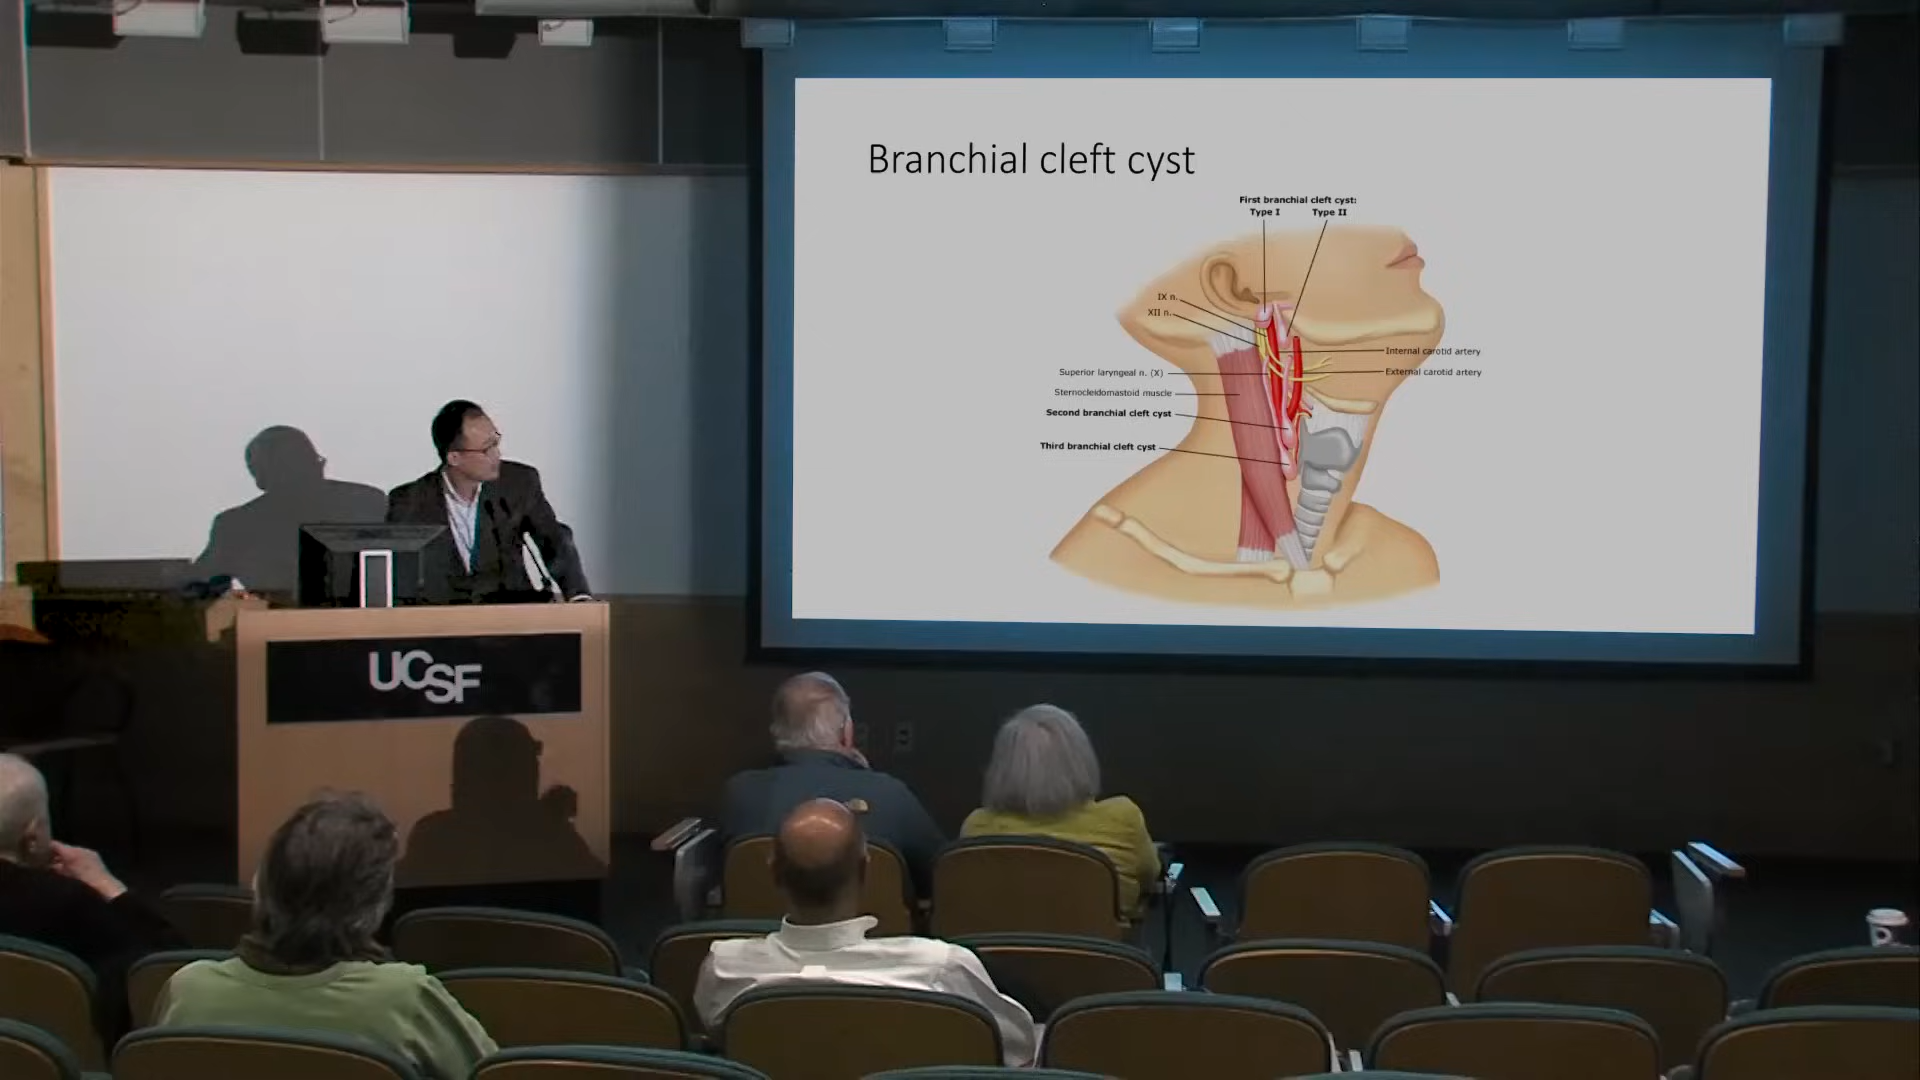 Branchial cleft cyst
First branchial cleft cyst:
Type I Type II
IX n.
XII n.
Internal carotid artery
Superior laryngeal n. (X)
External carotid artery
Sternocleidomastoid muscle
Second branchial cleft cyst
Third branchial cleft cyst
UCSF